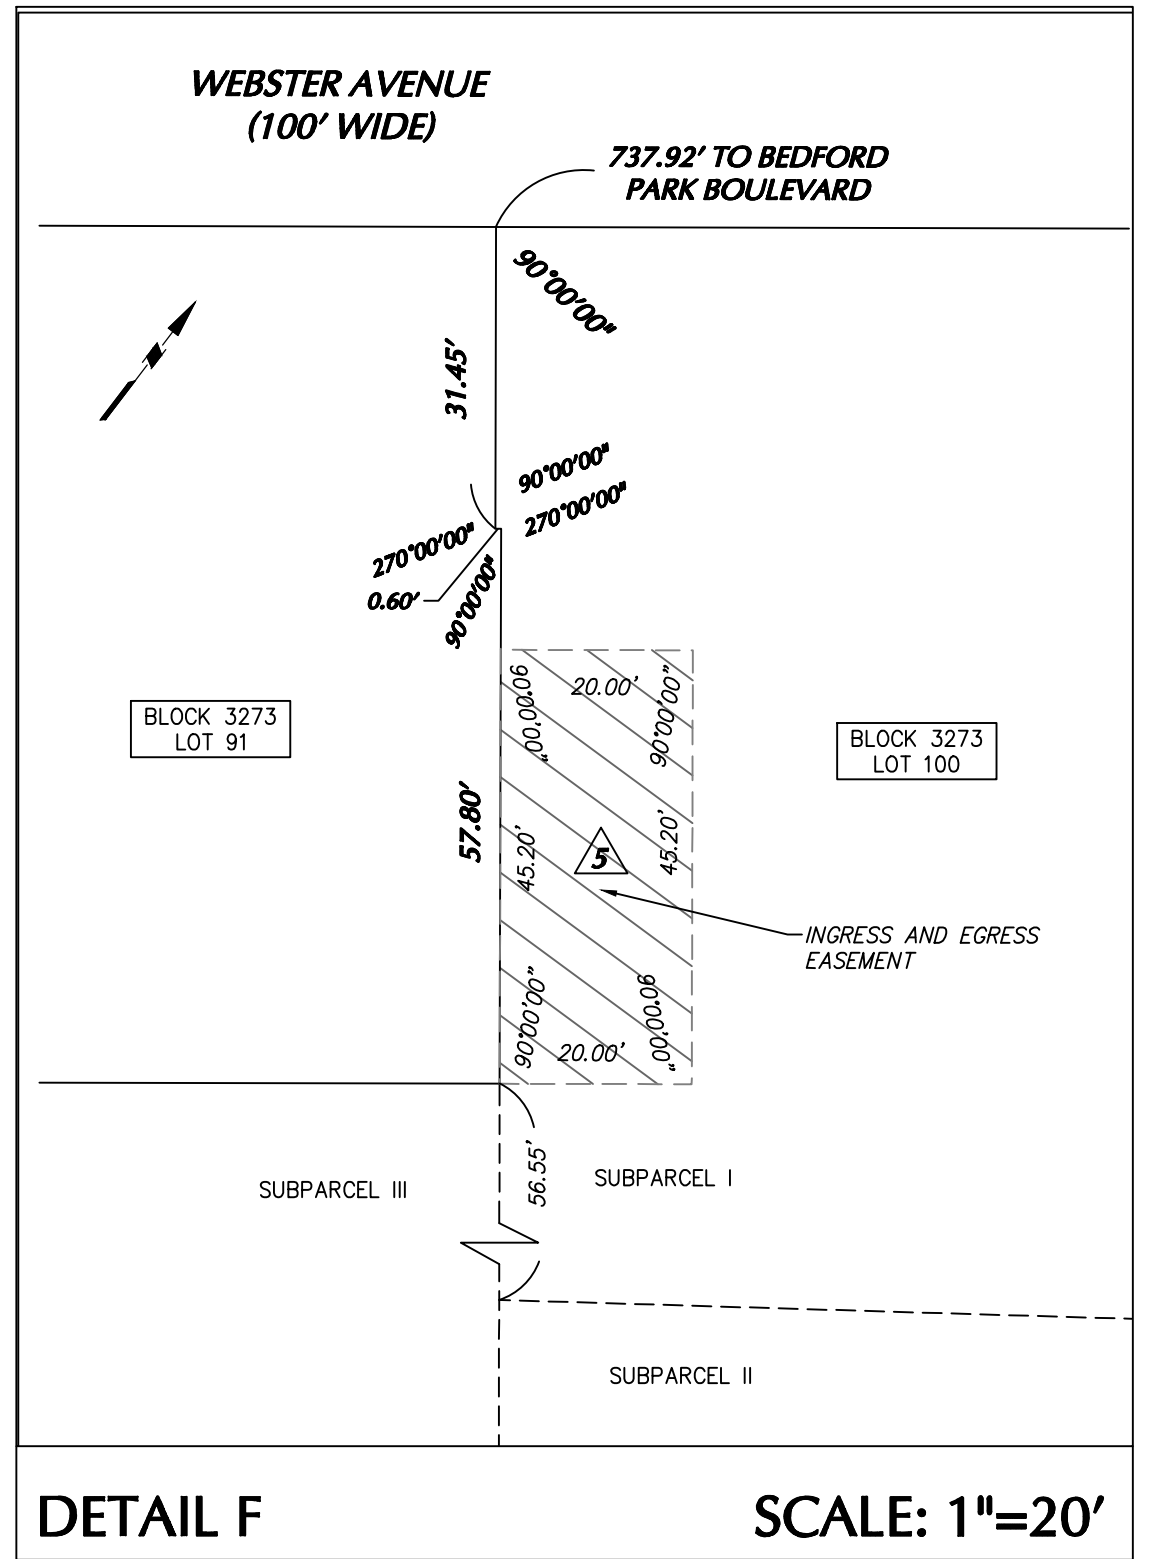 WEBSTER AVENUE
(100' WIDE)
737.92' TO BEDFORD
PARK BOULEVARD
90°00'00"
31.45'
90°00'00"
270°00'00"
270°00'00"
0.60'
90°00'00"
90°00'00"
20.00'
90°00'00"
BLOCK 3273
LOT 91
BLOCK 3273
LOT 100
57.80'
45.20'
5
45.20'
INGRESS AND EGRESS
EASEMENT
90°00'00"
20.00'
90°00'00"
56.55'
SUBPARCEL III
SUBPARCEL I
SUBPARCEL II
DETAIL F
SCALE: 1"=20'